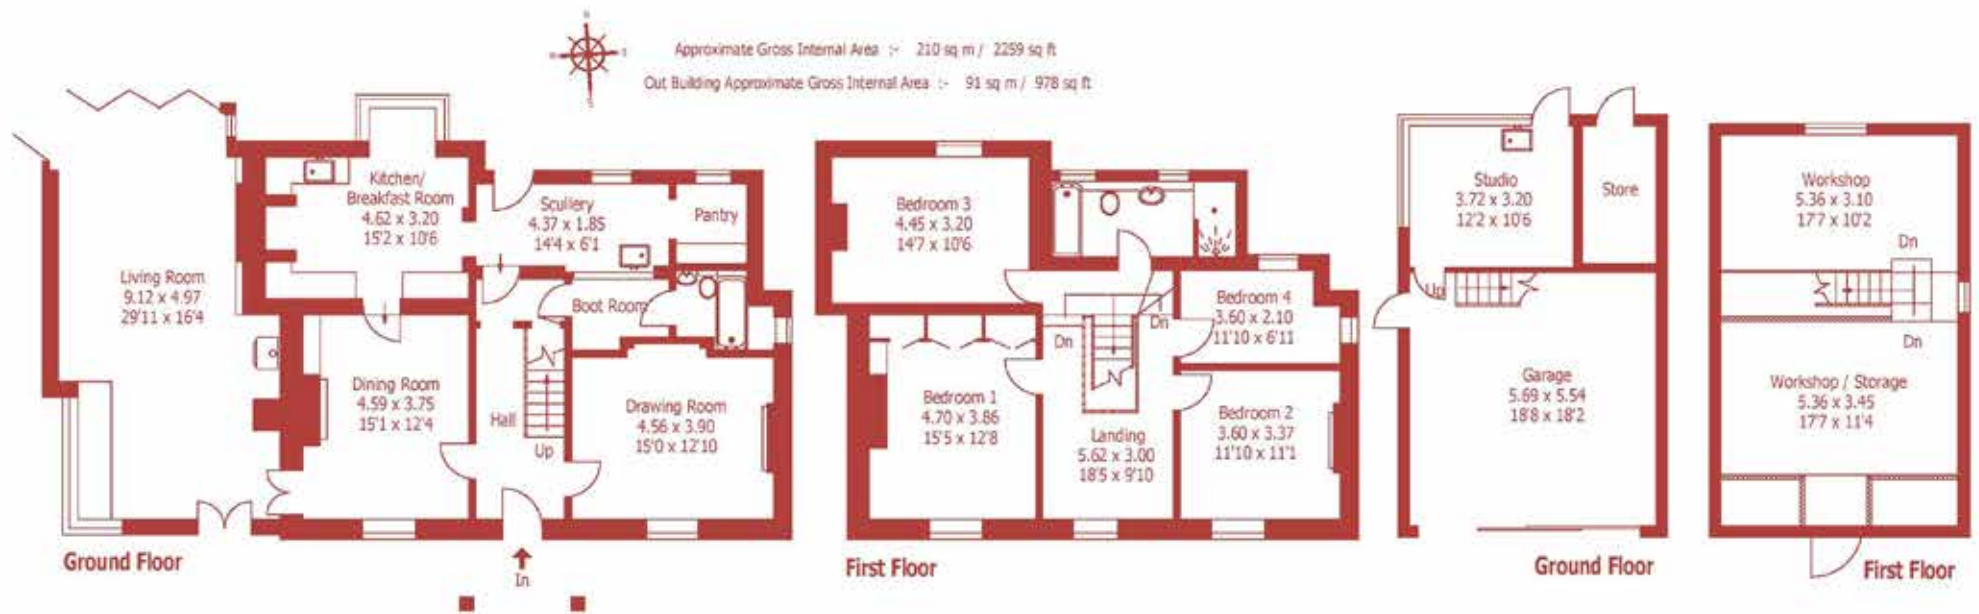 N
S
Approximate Gross Internal Area :- 210 sq m / 2259 sq ft
Out Building Approximate Gross Internal Area :- 91 sq m / 978 sq ft
Living Room
9.12 x 4.97
29'11 x 16'4
Kitchen/
Breakfast Room
4.62 x 3.20
15'2 x 10'6
Scullery
4.37 x 1.85
14'4 x 6'1
Pantry
Boot Room
Dining Room
4.59 x 3.75
15'1 x 12'4
Hall
Up
Drawing Room
4.56 x 3.90
15'0 x 12'10
Ground Floor
In
Bedroom 3
4.45 x 3.20
14'7 x 10'6
Bedroom 4
3.60 x 2.10
11'10 x 6'11
Dn
Dn
Bedroom 1
4.70 x 3.86
15'5 x 12'8
Landing
5.62 x 3.00
18'5 x 9'10
Bedroom 2
3.60 x 3.37
11'10 x 11'1
First Floor
Studio
3.72 x 3.20
12'2 x 10'6
Store
Up
Garage
5.69 x 5.54
18'8 x 18'2
Ground Floor
Workshop
5.36 x 3.10
17'7 x 10'2
Dn
Dn
Workshop / Storage
5.36 x 3.45
17'7 x 11'4
First Floor